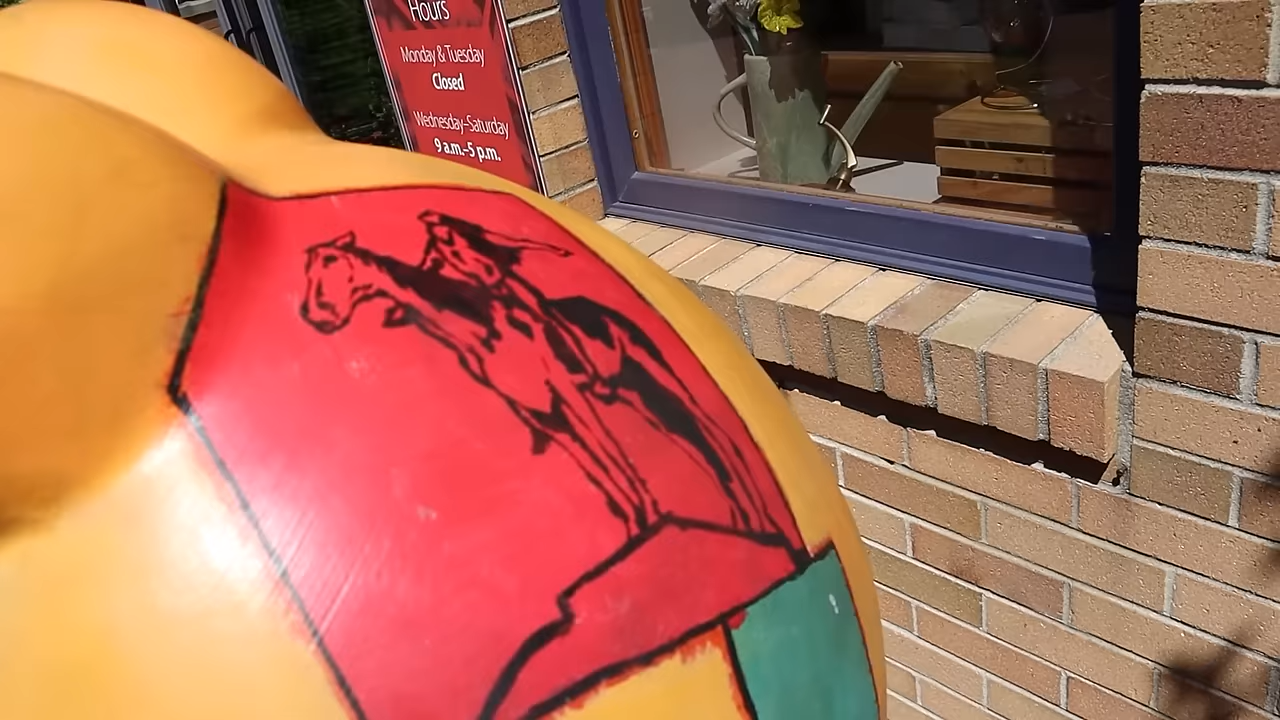 Hours
Monday & Tuesday
Closed
Wednesday–Saturday
9 a.m.–5 p.m.